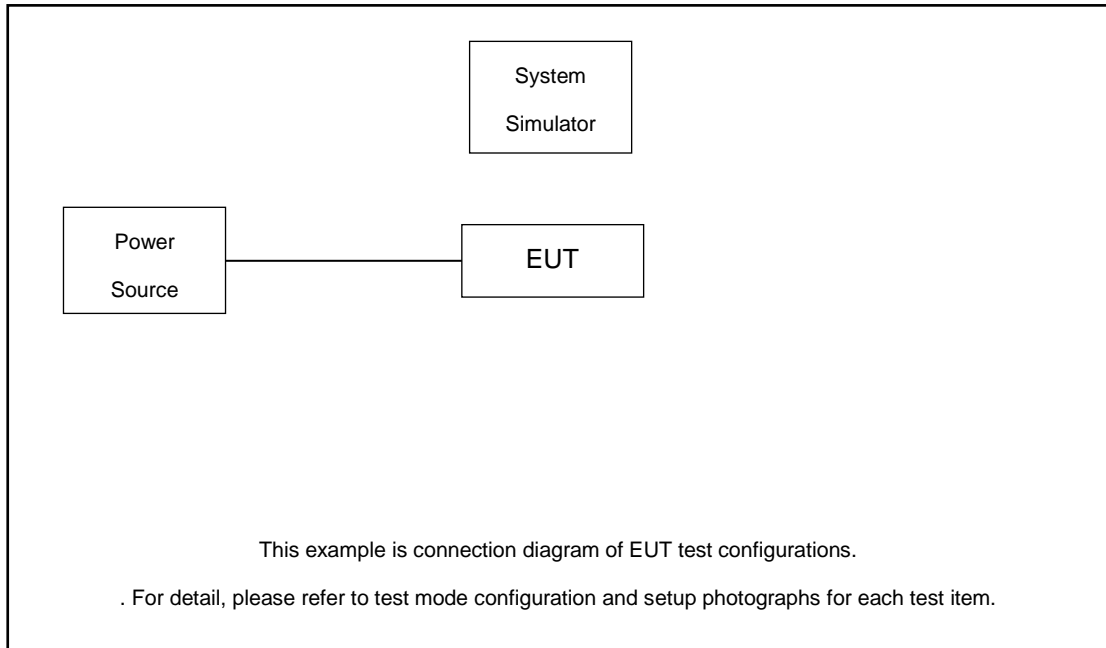 System
Simulator
Power
Source
EUT
This example is connection diagram of EUT test configurations.
. For detail, please refer to test mode configuration and setup photographs for each test item.